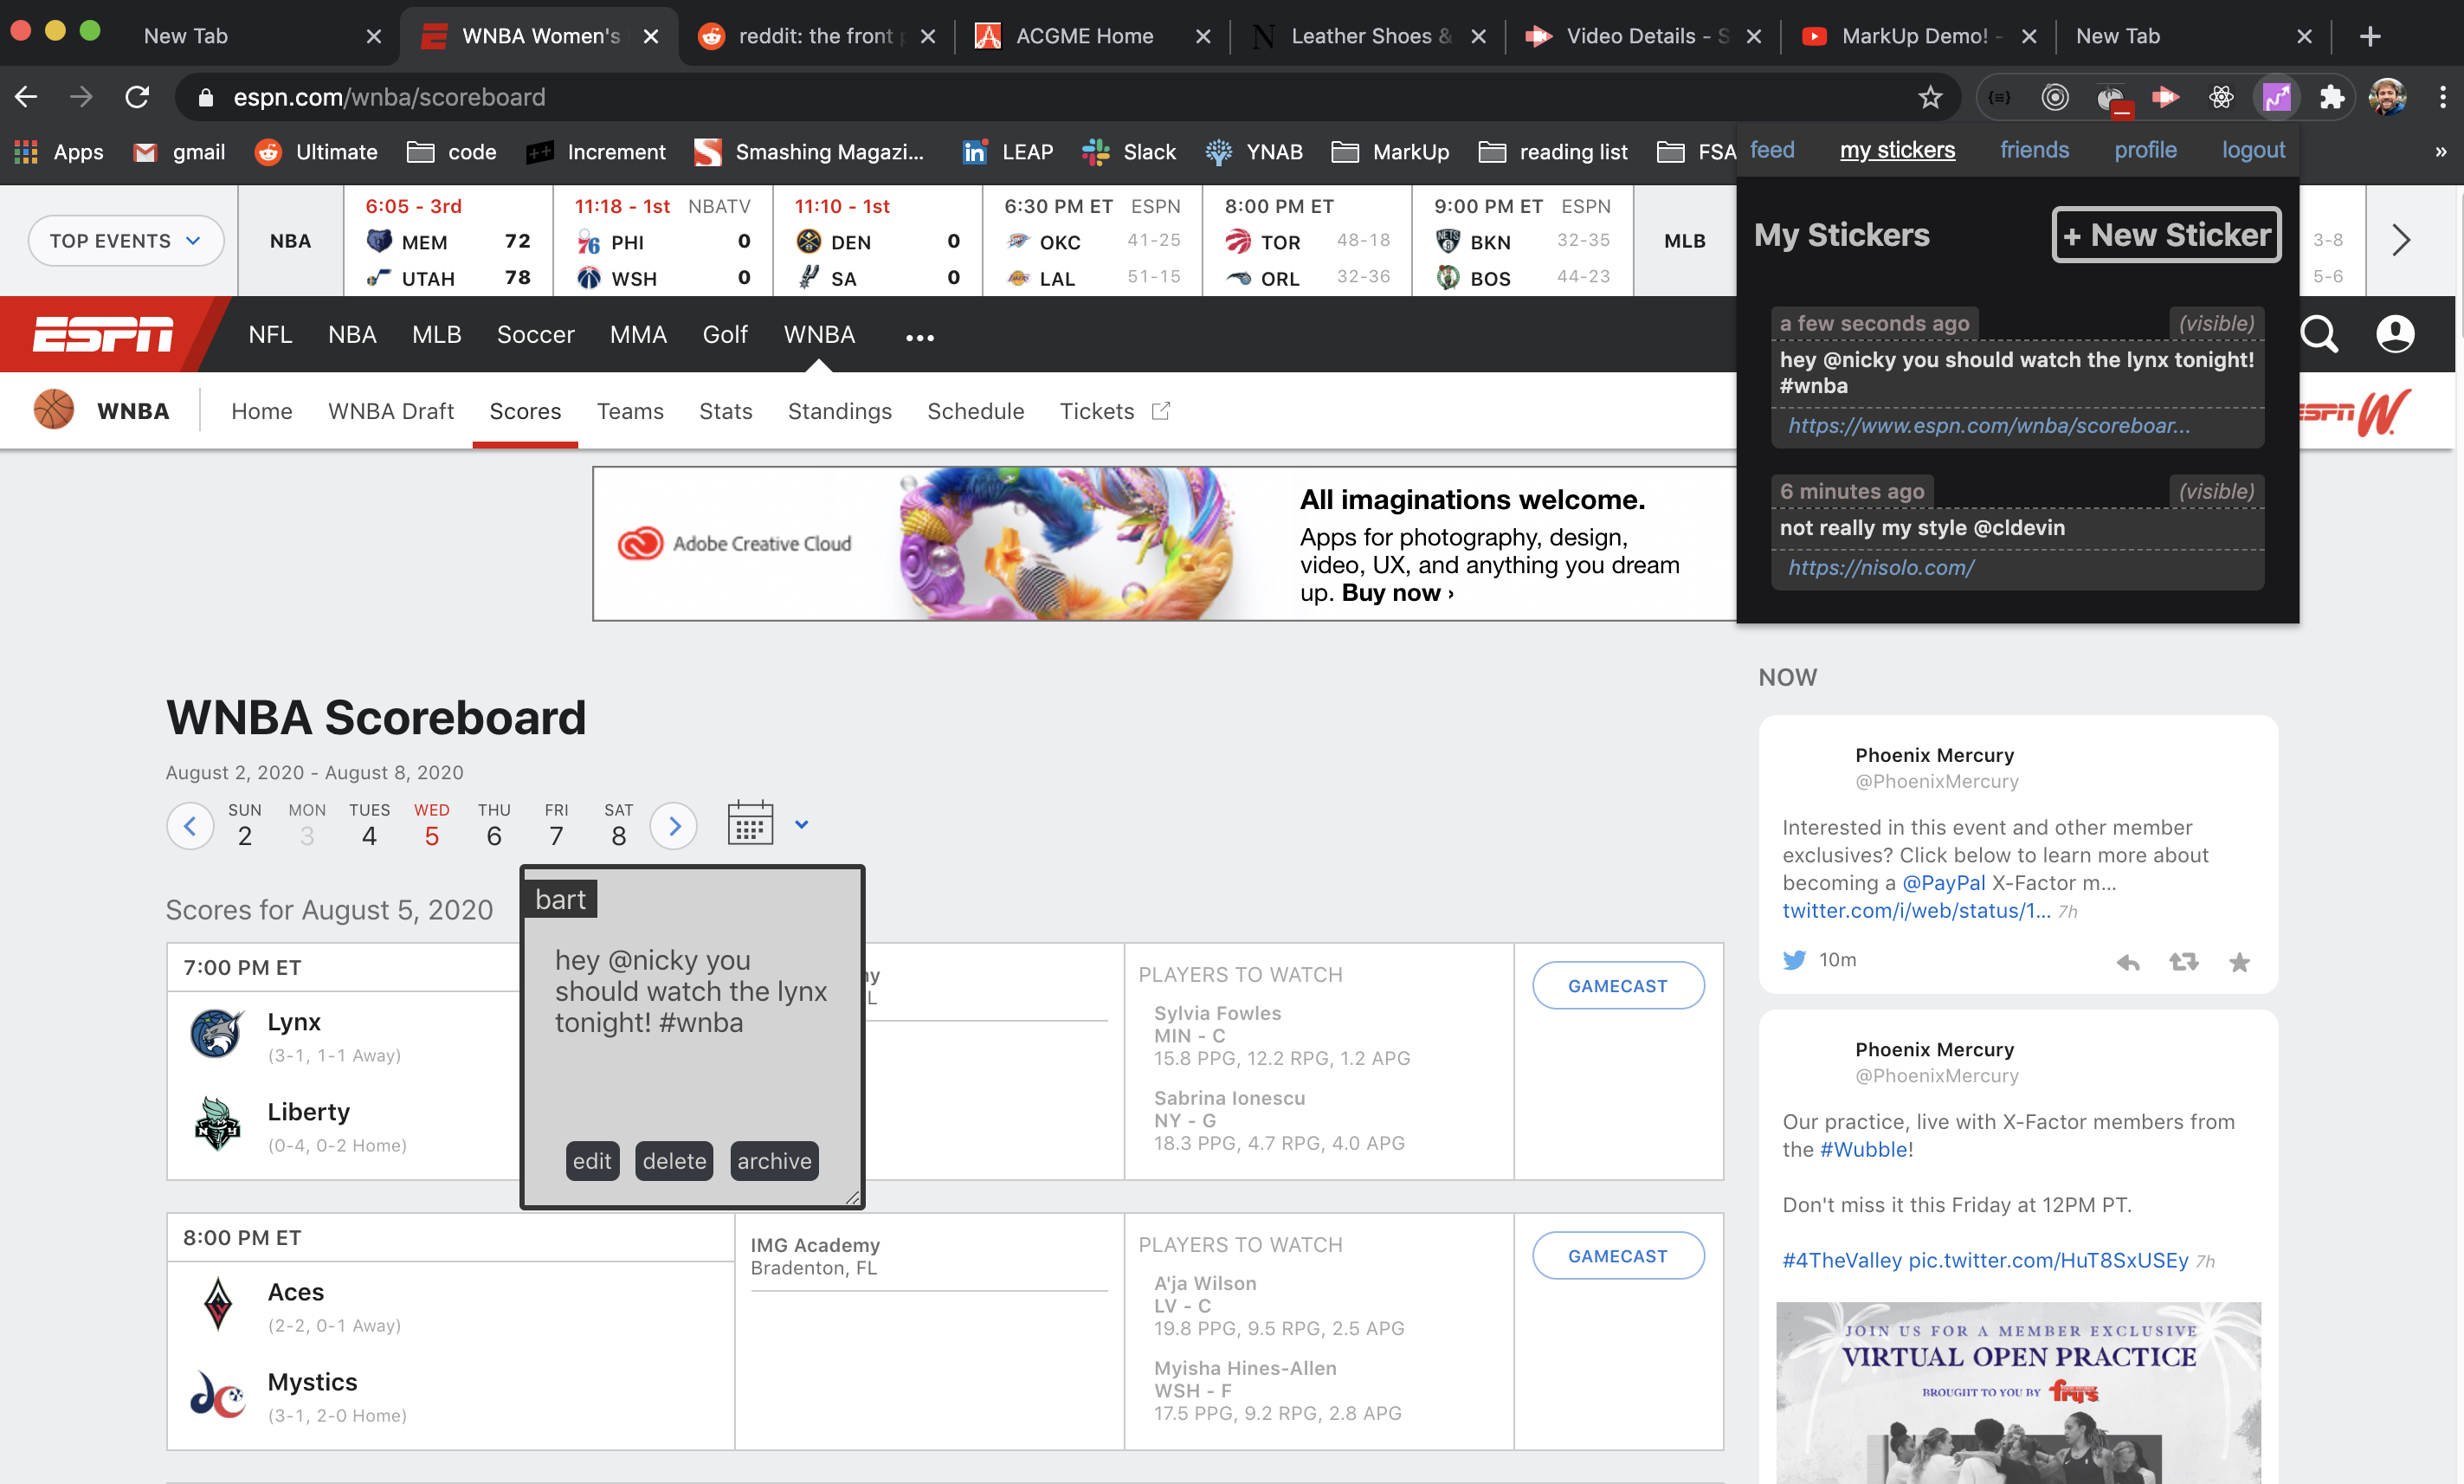 New Tab
WNBA Women's
reddit: the front
ACGME Home
Leather Shoes &
Video Details - S
MarkUp Demo! -
New Tab
espn.com/wnba/scoreboard
Apps
gmail
Ultimate
code
Increment
Smashing Magazi...
LEAP
Slack
YNAB
MarkUp
reading list
FSA
»
feed
my stickers
friends
profile
logout
My Stickers
+ New Sticker
a few seconds ago
(visible)
hey @nicky you should watch the lynx tonight!
#wnba
https://www.espn.com/wnba/scoreboar...
6 minutes ago
(visible)
not really my style @cldevin
https://nisolo.com/
TOP EVENTS
NBA
6:05 - 3rd
MEM 72
UTAH 78
11:18 - 1st NBATV
PHI 0
WSH 0
11:10 - 1st
DEN 0
SA 0
6:30 PM ET ESPN
OKC 41-25
LAL 51-15
8:00 PM ET
TOR 48-18
ORL 32-36
9:00 PM ET ESPN
BKN 32-35
BOS 44-23
MLB
3-8
5-6
ESPN
NFL
NBA
MLB
Soccer
MMA
Golf
WNBA
...
WNBA
Home
WNBA Draft
Scores
Teams
Stats
Standings
Schedule
Tickets
ESPN W
Adobe Creative Cloud
All imaginations welcome.
Apps for photography, design,
video, UX, and anything you dream
up. Buy now ›
WNBA Scoreboard
August 2, 2020 - August 8, 2020
SUN MON TUES WED THU FRI SAT
2 3 4 5 6 7 8
Scores for August 5, 2020
bart
hey @nicky you
should watch the lynx
tonight! #wnba
edit
delete
archive
7:00 PM ET
Lynx
(3-1, 1-1 Away)
Liberty
(0-4, 0-2 Home)
PLAYERS TO WATCH
Sylvia Fowles
MIN - C
15.8 PPG, 12.2 RPG, 1.2 APG
Sabrina Ionescu
NY - G
18.3 PPG, 4.7 RPG, 4.0 APG
GAMECAST
8:00 PM ET
Aces
(2-2, 0-1 Away)
Mystics
(3-1, 2-0 Home)
IMG Academy
Bradenton, FL
PLAYERS TO WATCH
A'ja Wilson
LV - C
19.8 PPG, 9.5 RPG, 2.5 APG
Myisha Hines-Allen
WSH - F
17.5 PPG, 9.2 RPG, 2.8 APG
GAMECAST
NOW
Phoenix Mercury
@PhoenixMercury
Interested in this event and other member
exclusives? Click below to learn more about
becoming a @PayPal X-Factor m...
twitter.com/i/web/status/1... 7h
10m
Phoenix Mercury
@PhoenixMercury
Our practice, live with X-Factor members from
the #Wubble!
Don't miss it this Friday at 12PM PT.
#4TheValley pic.twitter.com/HuT8SxUSEy 7h
JOIN US FOR A MEMBER EXCLUSIVE
VIRTUAL OPEN PRACTICE
BROUGHT TO YOU BY fry's